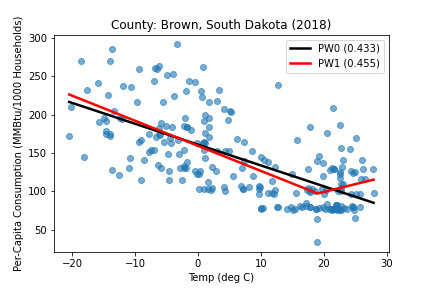 County: Brown, South Dakota (2018)
PW0 (0.433)
PW1 (0.455)
Per-Capita Consumption (MMBtu/1000 Households)
300
250
200
150
100
50
−20 −10 0 10 20 30
Temp (deg C)